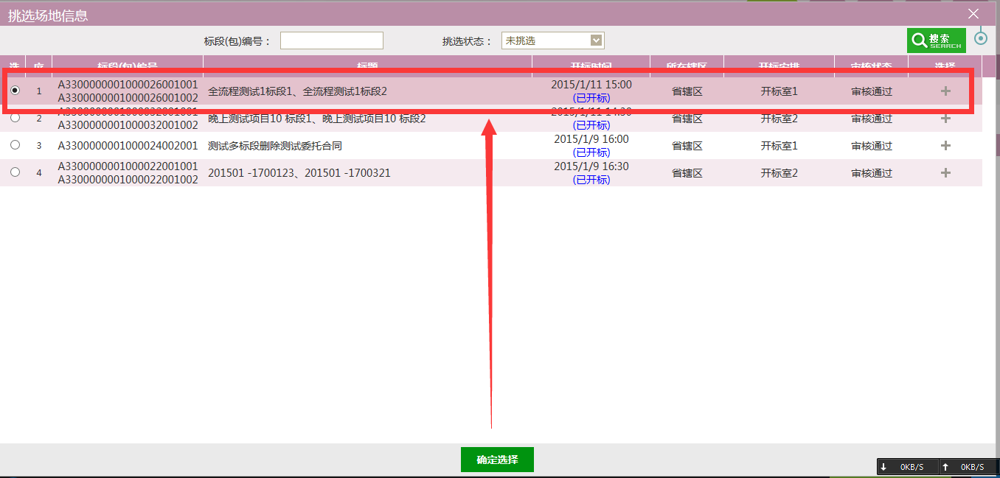 挑选场地信息
标段(包)编号： 挑选状态： 未挑选 搜索 SEARCH
选 序 标段(包)编号 标题 开标时间 所在辖区 开标安排 审核状态 选择
1 A3300000001000026001001 A3300000001000026001002 全流程测试1标段1、全流程测试1标段2 2015/1/11 15:00 (已开标) 省辖区 开标室1 审核通过
2 A3300000001000032001001 A3300000001000032001002 晚上测试项目10 标段1、晚上测试项目10 标段2 2015/1/11 14:30 (已开标) 省辖区 开标室2 审核通过
3 A3300000001000024002001 测试多标段删除测试委托合同 2015/1/9 16:00 (已开标) 省辖区 开标室1 审核通过
4 A3300000001000022001001 A3300000001000022001002 201501 -1700123、201501 -1700321 2015/1/9 16:30 (已开标) 省辖区 开标室2 审核通过
确定选择
0KB/S 0KB/S